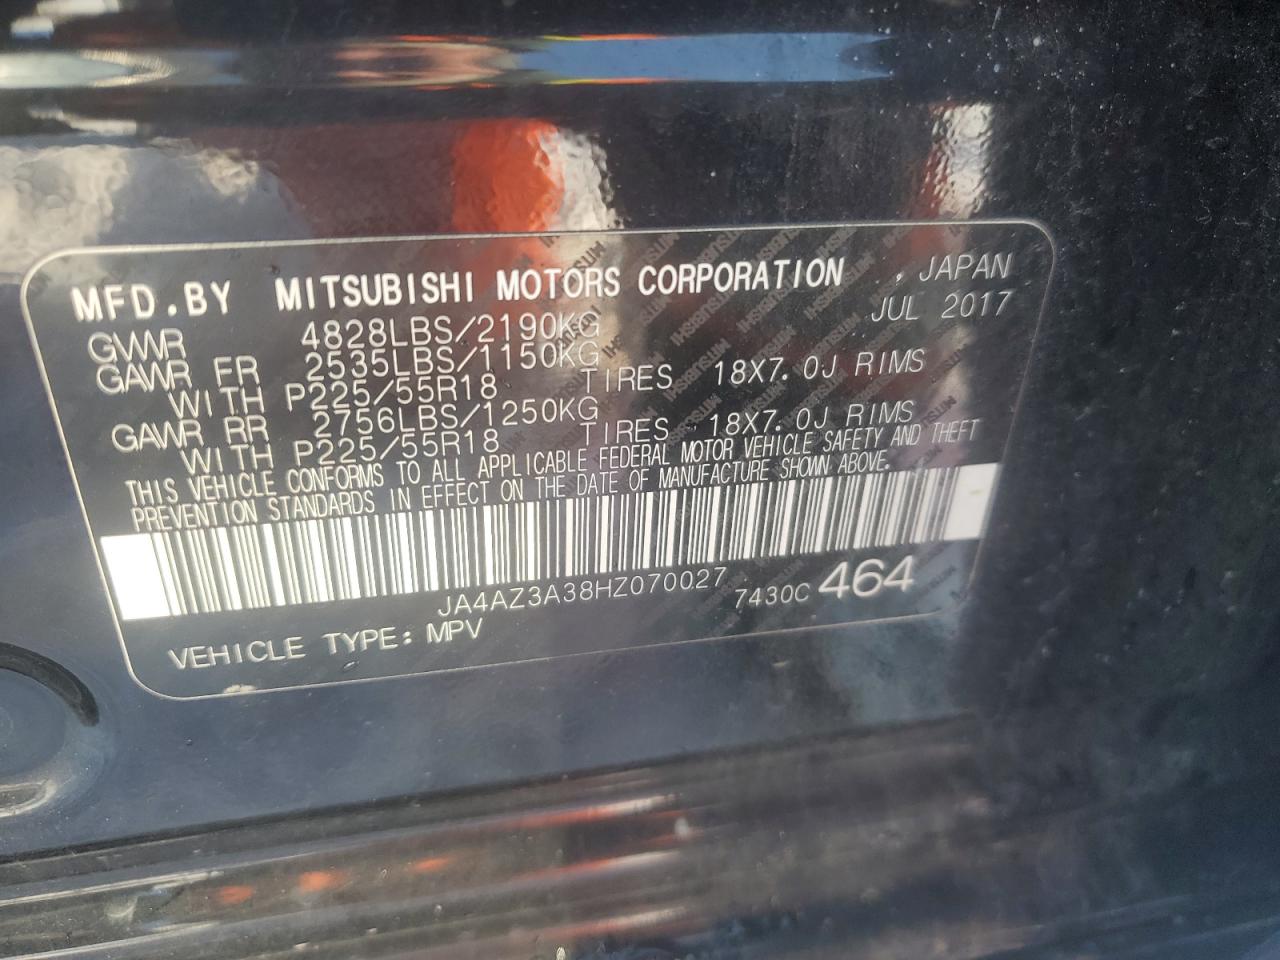 MFD.BY MITSUBISHI MOTORS CORPORATION , JAPAN
JUL 2017
GWWR 4828LBS/2190KG
GAWR FR 2535LBS/1150KG
WITH P225/55R18 TIRES 18X7.0J RIMS
GAWR RR 2756LBS/1250KG
WITH P225/55R18 TIRES 18X7.0J RIMS
THIS VEHICLE CONFORMS TO ALL APPLICABLE FEDERAL MOTOR VEHICLE SAFETY AND THEFT
PREVENTION STANDARDS IN EFFECT ON THE DATE OF MANUFACTURE SHOWN ABOVE.
JA4AZ3A38HZ070027 7430C 464
VEHICLE TYPE: MPV